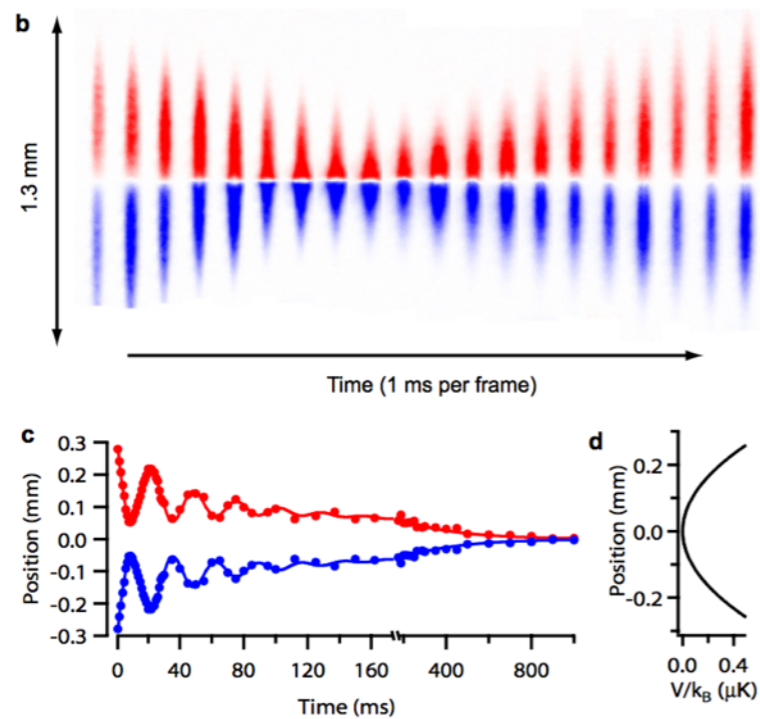 b
1.3 mm
Time (1 ms per frame)
c
d
0.3
0.2
0.1
0.0
-0.1
-0.2
-0.3
Position (mm)
0 40 80 120 160 400 800
Time (ms)
0.2
0.0
-0.2
Position (mm)
0.0 0.4
V/kB (μK)